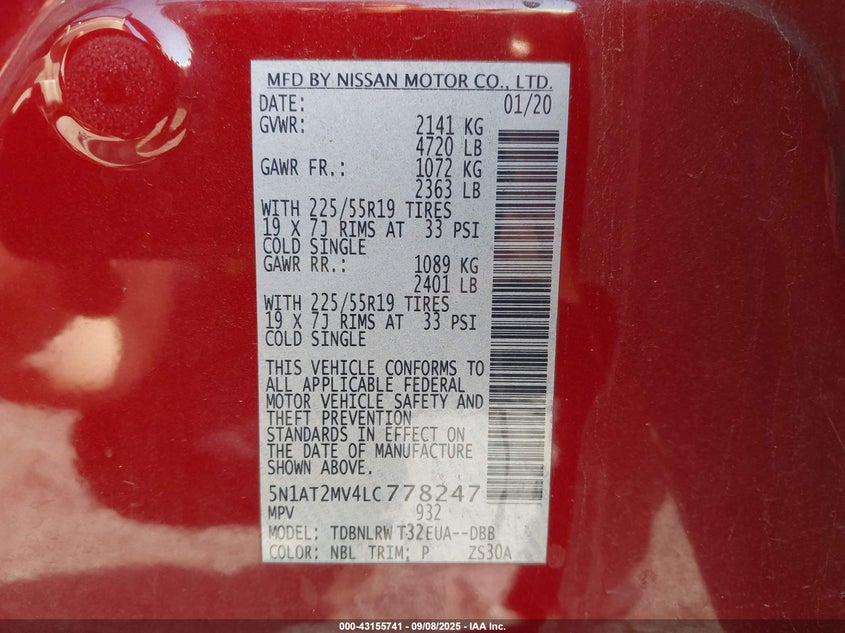 MFD BY NISSAN MOTOR CO., LTD.
DATE: 01/20
GVWR: 2141 KG
4720 LB
GAWR FR.: 1072 KG
2363 LB
WITH 225/55R19 TIRES
19 X 7J RIMS AT 33 PSI
COLD SINGLE
GAWR RR.: 1089 KG
2401 LB
WITH 225/55R19 TIRES
19 X 7J RIMS AT 33 PSI
COLD SINGLE
THIS VEHICLE CONFORMS TO
ALL APPLICABLE FEDERAL
MOTOR VEHICLE SAFETY AND
THEFT PREVENTION
STANDARDS IN EFFECT ON
THE DATE OF MANUFACTURE
SHOWN ABOVE.
5N1AT2MV4LC778247
MPV 932
MODEL: TDBNLRW T32EUA--DBB
COLOR: NBL TRIM: P ZS30A
000-43155741 - 09/08/2025 - IAA Inc.